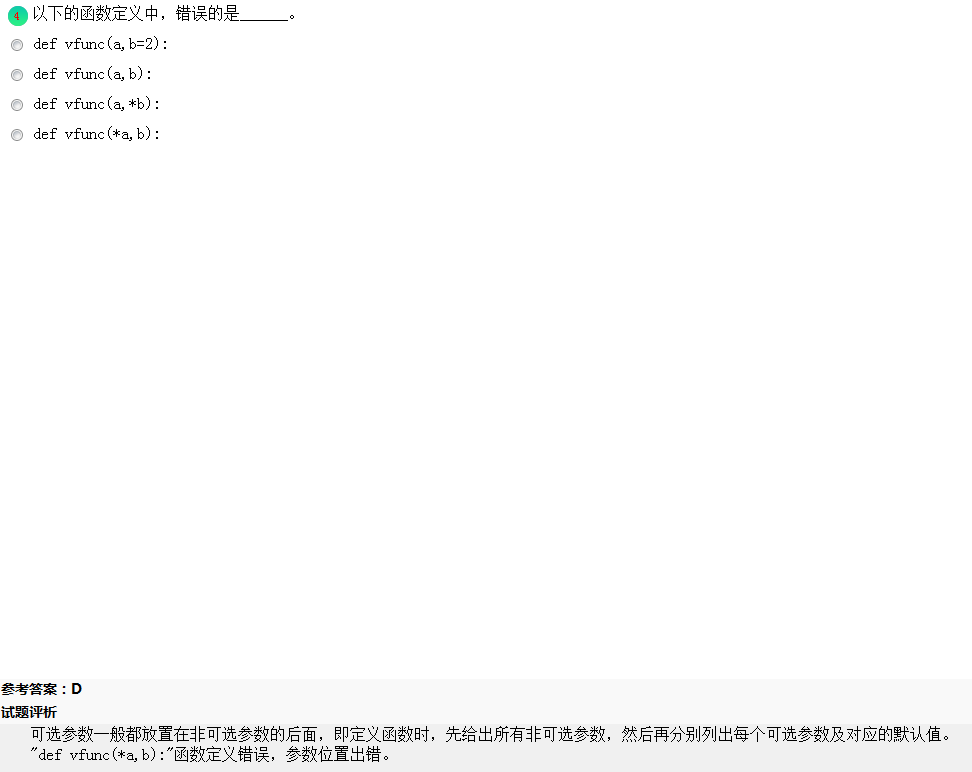 4 以下的函数定义中，错误的是______。
def vfunc(a,b=2):
def vfunc(a,b):
def vfunc(a,*b):
def vfunc(*a,b):
参考答案：D
试题评析
可选参数一般都放置在非可选参数的后面，即定义函数时，先给出所有非可选参数，然后再分别列出每个可选参数及对应的默认值。
"def vfunc(*a,b):"函数定义错误，参数位置出错。